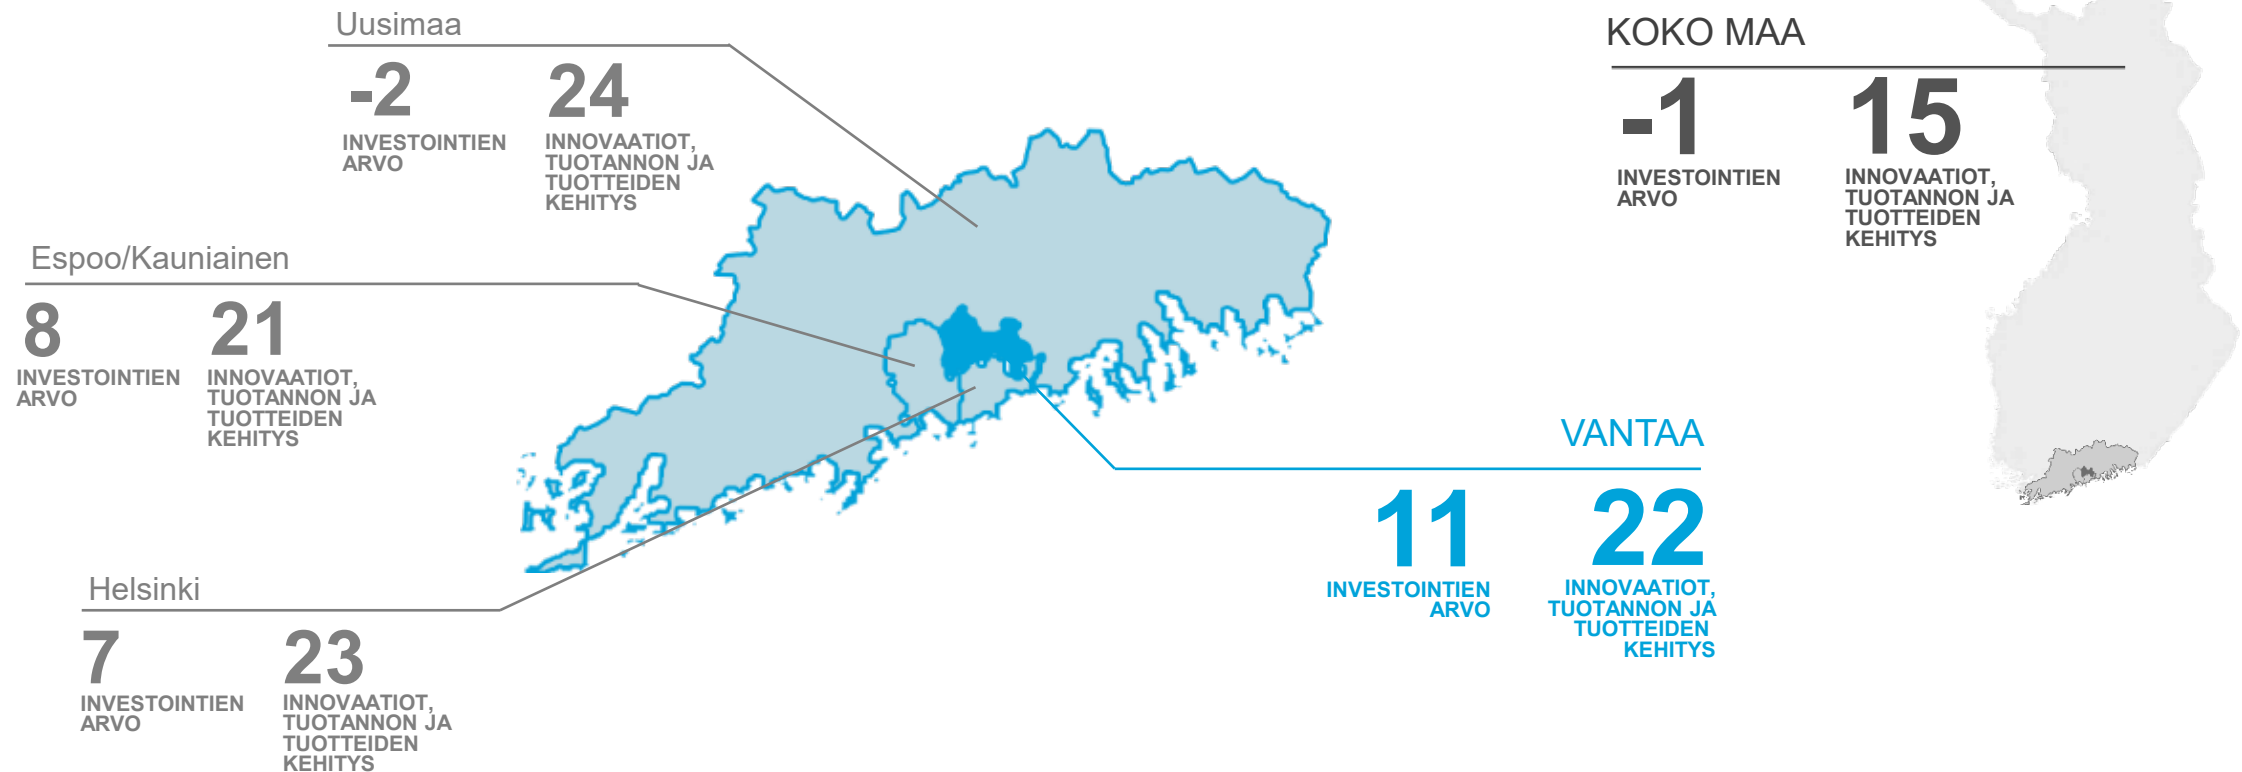 Uusimaa
-2
INVESTOINTIEN
ARVO
24
INNOVAATIOT,
TUOTANNON JA
TUOTTEIDEN
KEHITYS
KOKO MAA
-1
INVESTOINTIEN
ARVO
15
INNOVAATIOT,
TUOTANNON JA
TUOTTEIDEN
KEHITYS
Espoo/Kauniainen
8
INVESTOINTIEN
ARVO
21
INNOVAATIOT,
TUOTANNON JA
TUOTTEIDEN
KEHITYS
VANTAA
11
INVESTOINTIEN
ARVO
22
INNOVAATIOT,
TUOTANNON JA
TUOTTEIDEN
KEHITYS
Helsinki
7
INVESTOINTIEN
ARVO
23
INNOVAATIOT,
TUOTANNON JA
TUOTTEIDEN
KEHITYS